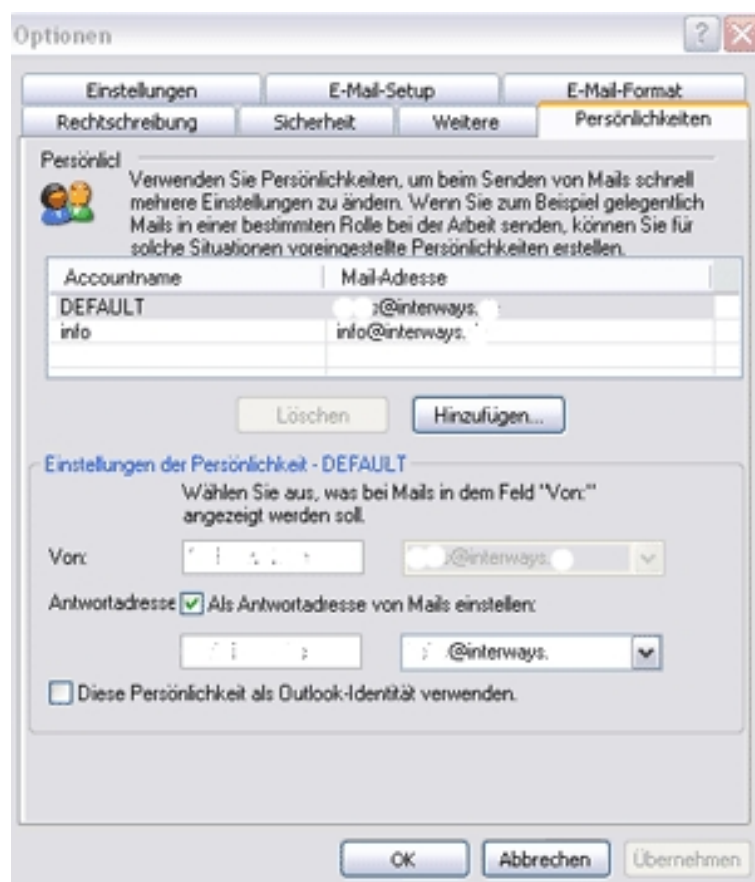 Optionen
Einstellungen E-Mail-Setup E-Mail-Format
Rechtschreibung Sicherheit Weitere Persönlichkeiten
Persönlicl
Verwenden Sie Persönlichkeiten, um beim Senden von Mails schnell
mehrere Einstellungen zu ändern. Wenn Sie zum Beispiel gelegentlich
Mails in einer bestimmten Rolle bei der Arbeit senden, können Sie für
solche Situationen voreingestellte Persönlichkeiten erstellen.
Accountname Mail-Adresse
DEFAULT @interways.
info info@interways.
Löschen Hinzufügen...
Einstellungen der Persönlichkeit - DEFAULT
Wählen Sie aus, was bei Mails in dem Feld "Von:"
angezeigt werden soll.
Von: @interways.
Antwortadresse Als Antwortadresse von Mails einstellen:
@interways.
Diese Persönlichkeit als Outlook-Identität verwenden.
OK Abbrechen Übernehmen